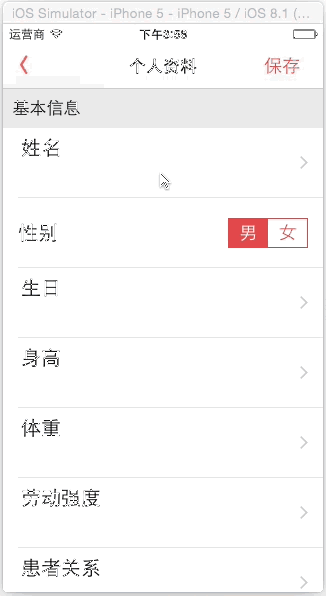 iOS Simulator - iPhone 5 - iPhone 5 / iOS 8.1 (...
运营商 下午3:58
个人资料 保存
基本信息
姓名
性别 男 女
生日
身高
体重
劳动强度
患者关系